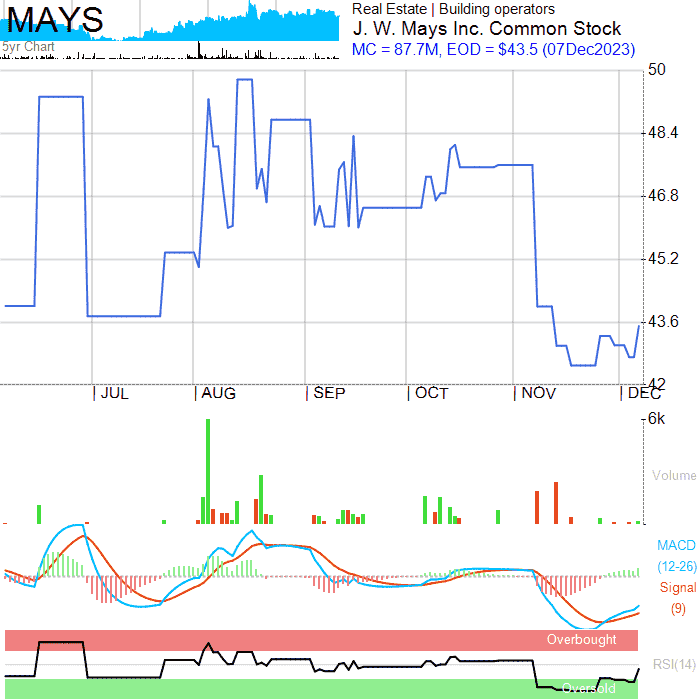 MAYS
5yr Chart
Real Estate | Building operators
J. W. Mays Inc. Common Stock
MC = 87.7M, EOD = $43.5 (07Dec2023)
50
48.4
46.8
45.2
43.6
42
JUL AUG SEP OCT NOV DEC
6k
Volume
MACD
(12-26)
Signal
(9)
Overbought
RSI(14)
Oversold